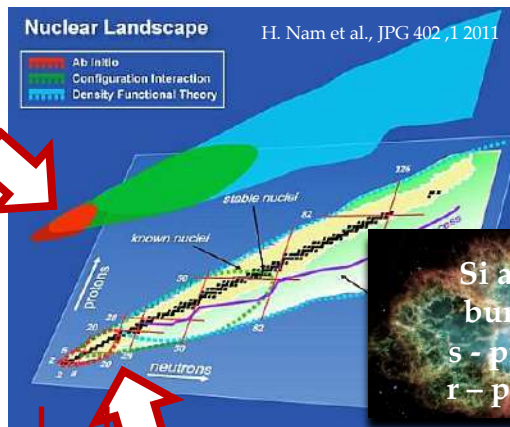 Nuclear Landscape
H. Nam et al., JPG 402 ,1 2011
Ab Initio
Configuration Interaction
Density Functional Theory
126
stable nuclei
82
known nuclei
50
protons
82
28
20
50
8
28
2
20
2 8
neutrons
Si a
bur
s - p
r – p